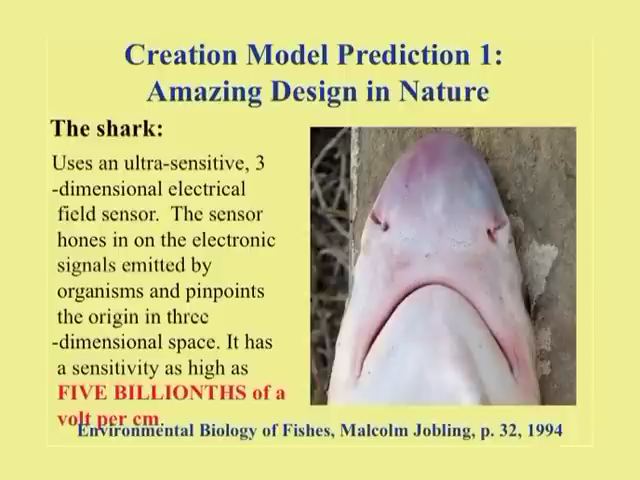 Creation Model Prediction 1:
Amazing Design in Nature
The shark:
Uses an ultra-sensitive, 3
-dimensional electrical
field sensor. The sensor
hones in on the electronic
signals emitted by
organisms and pinpoints
the origin in three
-dimensional space. It has
a sensitivity as high as
FIVE BILLIONTHS of a
volt per cm.
Environmental Biology of Fishes, Malcolm Jobling, p. 32, 1994